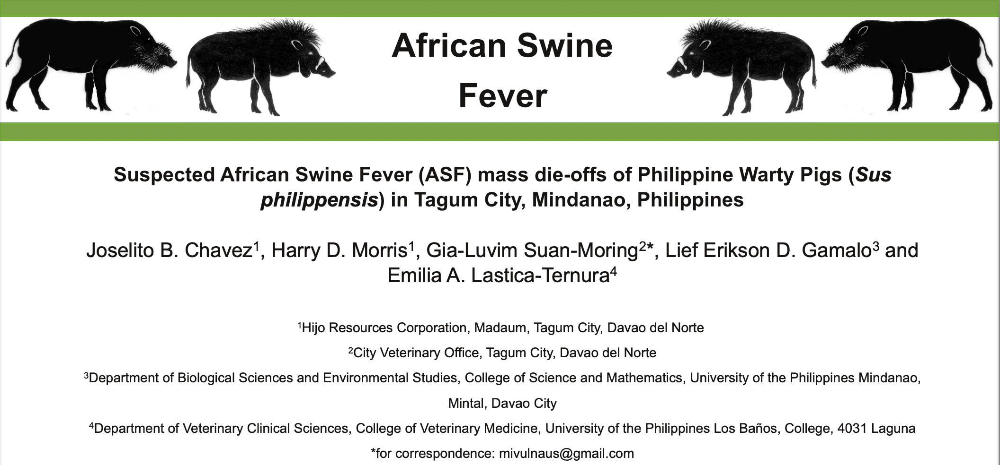 African Swine
Fever
Suspected African Swine Fever (ASF) mass die-offs of Philippine Warty Pigs (Sus
philippensis) in Tagum City, Mindanao, Philippines
Joselito B. Chavez¹, Harry D. Morris¹, Gia-Luvim Suan-Moring²*, Lief Erikson D. Gamalo³ and
Emilia A. Lastica-Ternura⁴
¹Hijo Resources Corporation, Madaum, Tagum City, Davao del Norte
²City Veterinary Office, Tagum City, Davao del Norte
³Department of Biological Sciences and Environmental Studies, College of Science and Mathematics, University of the Philippines Mindanao,
Mintal, Davao City
⁴Department of Veterinary Clinical Sciences, College of Veterinary Medicine, University of the Philippines Los Baños, College, 4031 Laguna
*for correspondence: mivulnaus@gmail.com